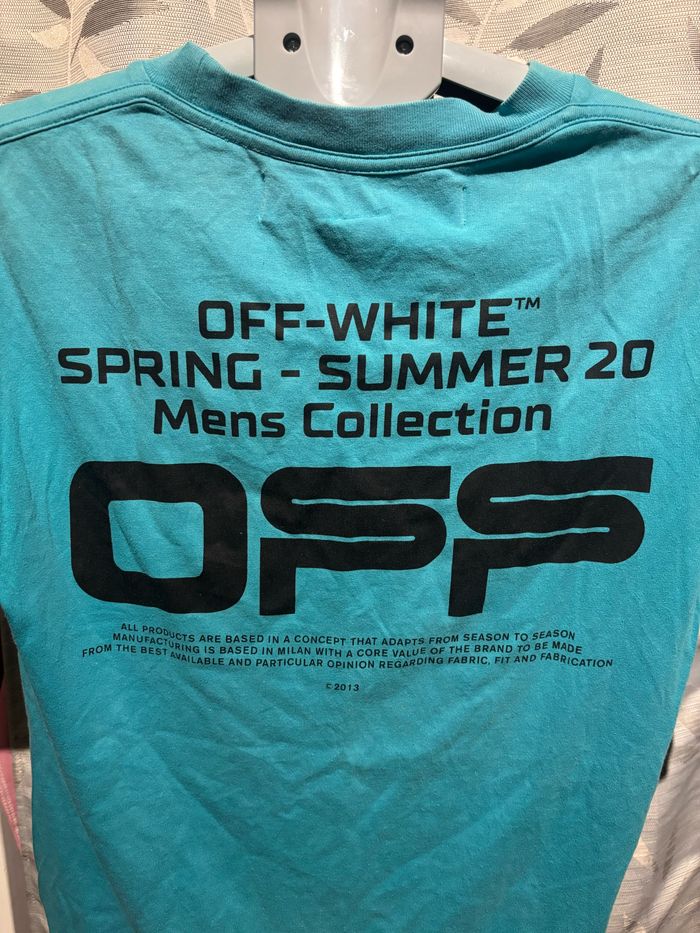 OFF-WHITE™
SPRING - SUMMER 20
Mens Collection
OFF
ALL PRODUCTS ARE BASED IN A CONCEPT THAT ADAPTS FROM SEASON TO SEASON
MANUFACTURING IS BASED IN MILAN WITH A CORE VALUE OF THE BRAND TO BE MADE
FROM THE BEST AVAILABLE AND PARTICULAR OPINION REGARDING FABRIC, FIT AND FABRICATION
©2013